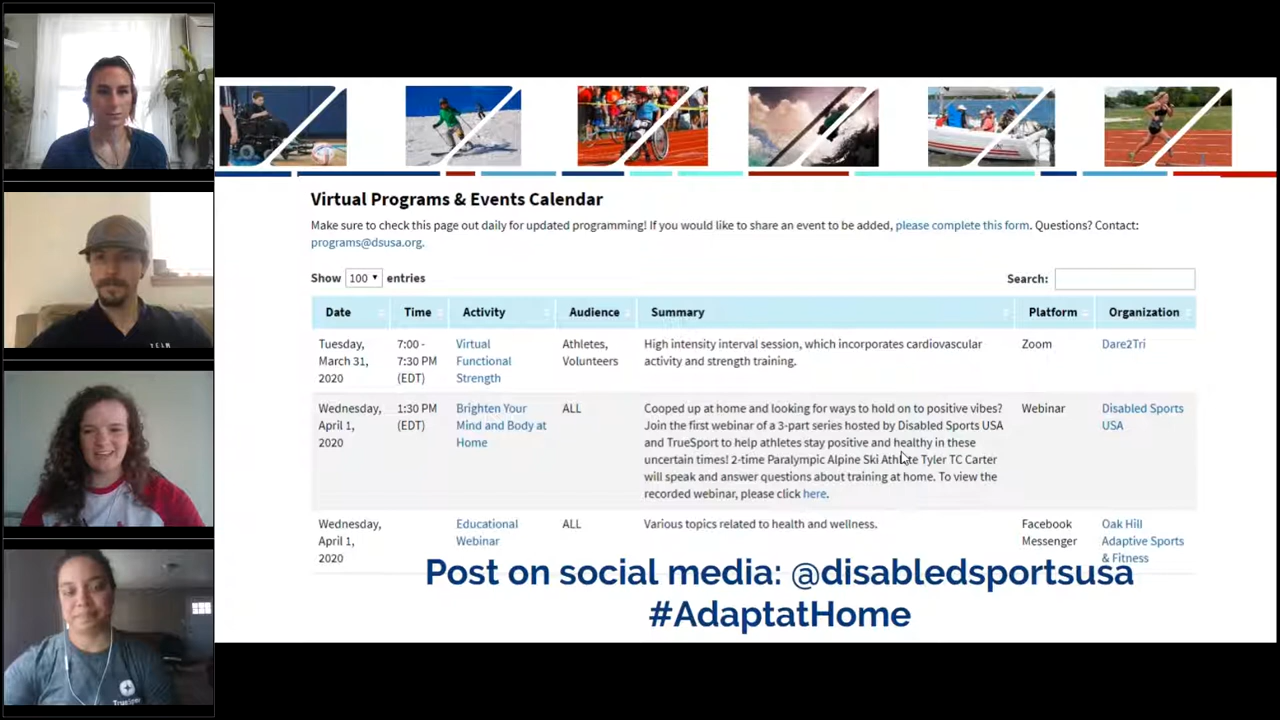 Virtual Programs & Events Calendar
Make sure to check this page out daily for updated programming! If you would like to share an event to be added, please complete this form. Questions? Contact:
programs@dsusa.org.
Show 100 entries
Search:
Date Time Activity Audience Summary Platform Organization
Tuesday, 7:00 - Virtual Athletes, High intensity interval session, which incorporates cardiovascular Zoom Dare2Tri
March 31, 7:30 PM Functional Volunteers activity and strength training.
2020 (EDT) Strength
Wednesday, 1:30 PM Brighten Your ALL Cooped up at home and looking for ways to hold on to positive vibes? Webinar Disabled Sports
April 1, (EDT) Mind and Body at Join the first webinar of a 3-part series hosted by Disabled Sports USA USA
2020 Home and TrueSport to help athletes stay positive and healthy in these
uncertain times! 2-time Paralympic Alpine Ski Athlete Tyler TC Carter
will speak and answer questions about training at home. To view the
recorded webinar, please click here.
Wednesday, Educational ALL Various topics related to health and wellness. Facebook Oak Hill
April 1, Webinar Messenger Adaptive Sports
2020 & Fitness
Post on social media: @disabledsportsusa
#AdaptatHome